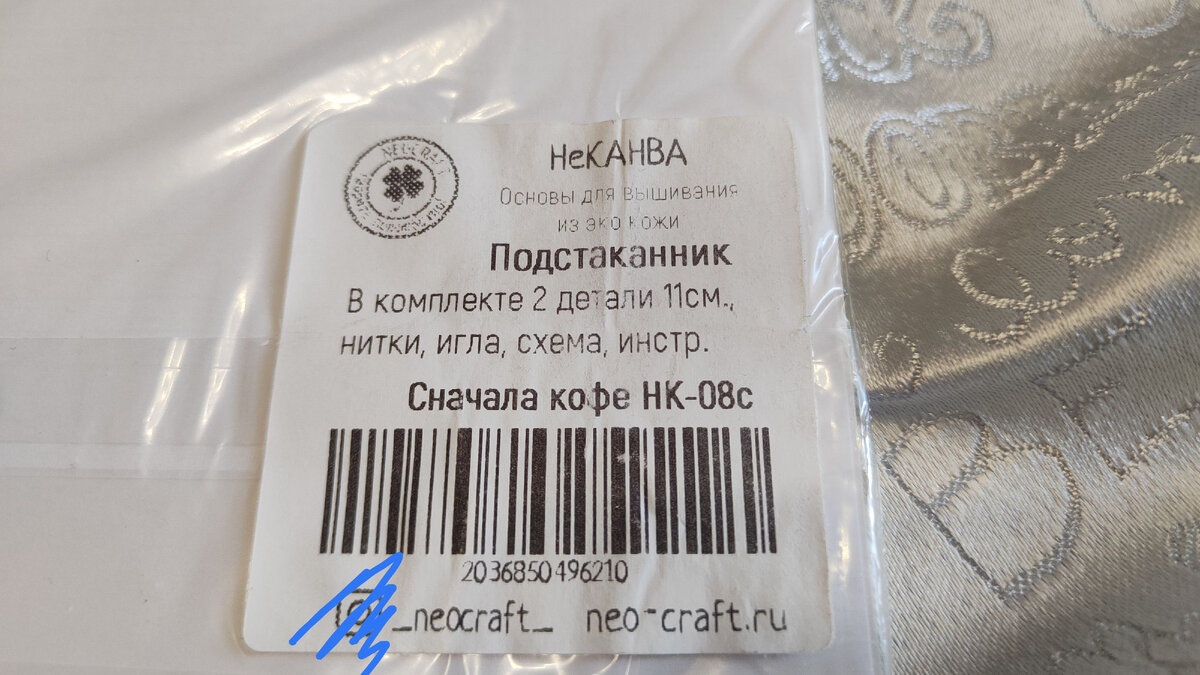 NEOCRAFT
НеКАНВА
Основы для вышивания
из эко кожи
Подстаканник
В комплекте 2 детали 11см.,
нитки, игла, схема, инстр.
Сначала кофе НК-08с
2036850496210
_neocraft_ neo-craft.ru